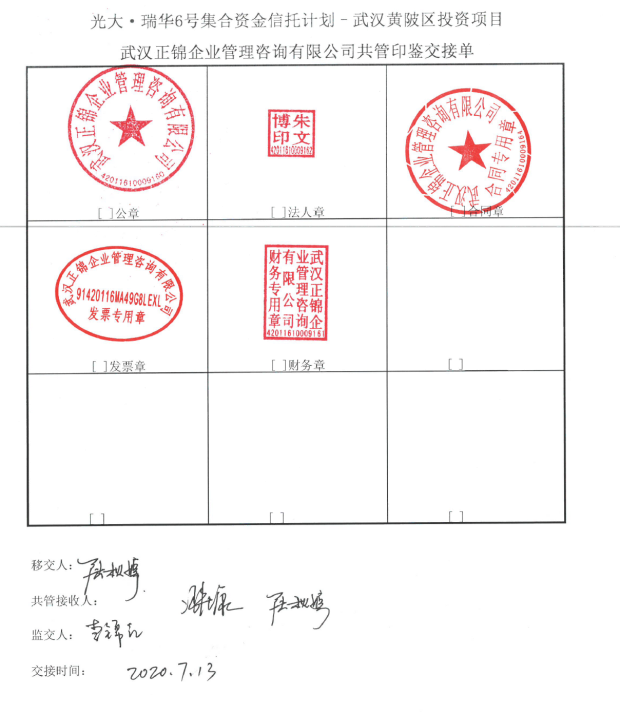 光大·瑞华6号集合资金信托计划－武汉黄陂区投资项目
武汉正锦企业管理咨询有限公司共管印鉴交接单
武汉正锦企业管理咨询有限公司
42011610009160
[ ]公章
朱文博印
42011610009162
[ ]法人章
武汉正锦企业管理咨询有限公司
合同专用章
42011610009164
[ ]合同章
武汉正锦企业管理咨询有限公司
91420116MA49G8LEXL
发票专用章
[ ]发票章
武汉正锦企
业管理咨询
有限公司
财务专用章
42011610009161
[ ]财务章
[ ]
[ ]
[ ]
[ ]
移交人：
共管接收人：
监交人：
交接时间： 2020.7.13